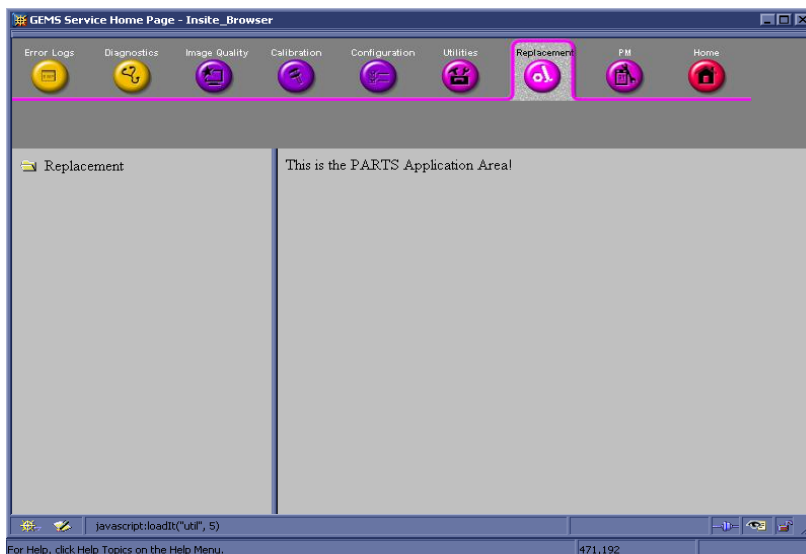 GEMS Service Home Page - Insite_Browser
Error Logs Diagnostics Image Quality Calibration Configuration Utilities Replacement PM Home
Replacement
This is the PARTS Application Area!
javascript:loadIt("util", 5)
For Help, click Help Topics on the Help Menu.
471,192